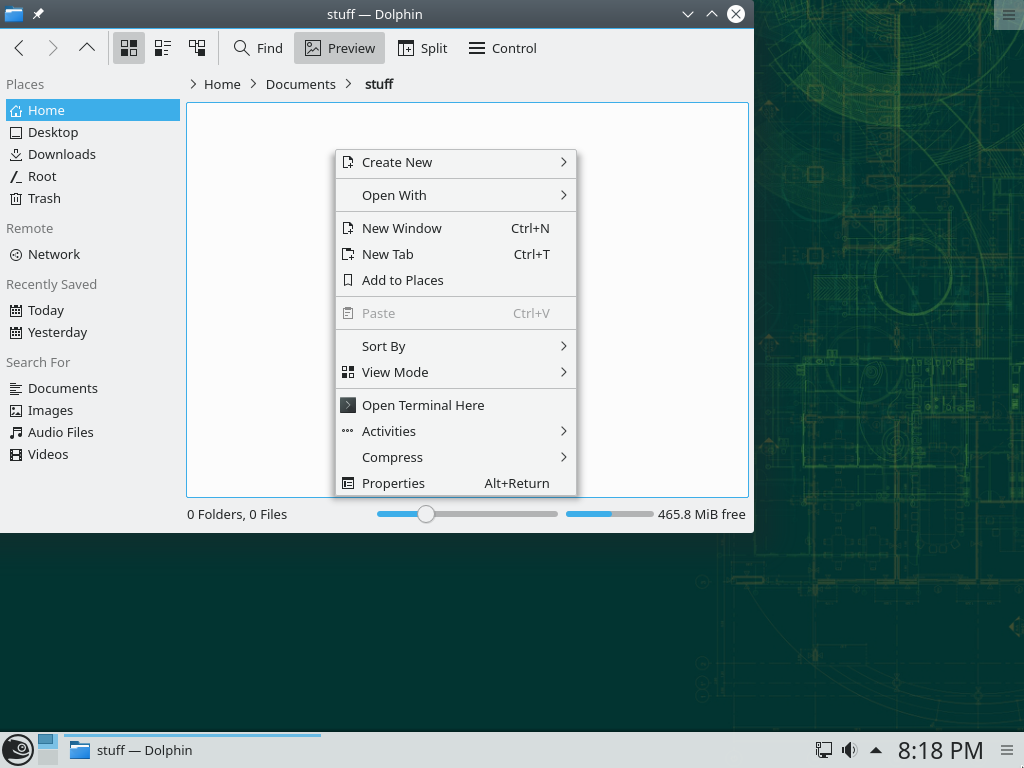 stuff — Dolphin
Find Preview Split Control
Places
Home > Documents > stuff
Home
Desktop
Downloads
Root
Trash
Remote
Network
Recently Saved
Today
Yesterday
Search For
Documents
Images
Audio Files
Videos
Create New
Open With
New Window Ctrl+N
New Tab Ctrl+T
Add to Places
Paste Ctrl+V
Sort By
View Mode
Open Terminal Here
Activities
Compress
Properties Alt+Return
0 Folders, 0 Files 465.8 MiB free
stuff — Dolphin 8:18 PM